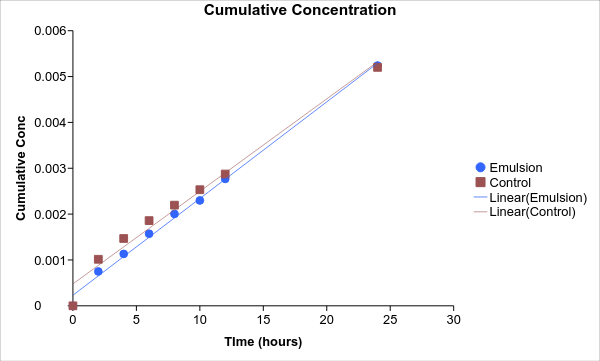 Cumulative Concentration
0.006
0.005
0.004
0.003
0.002
0.001
0
0 5 10 15 20 25 30
Cumulative Conc
TIme (hours)
Emulsion
Control
Linear(Emulsion)
Linear(Control)